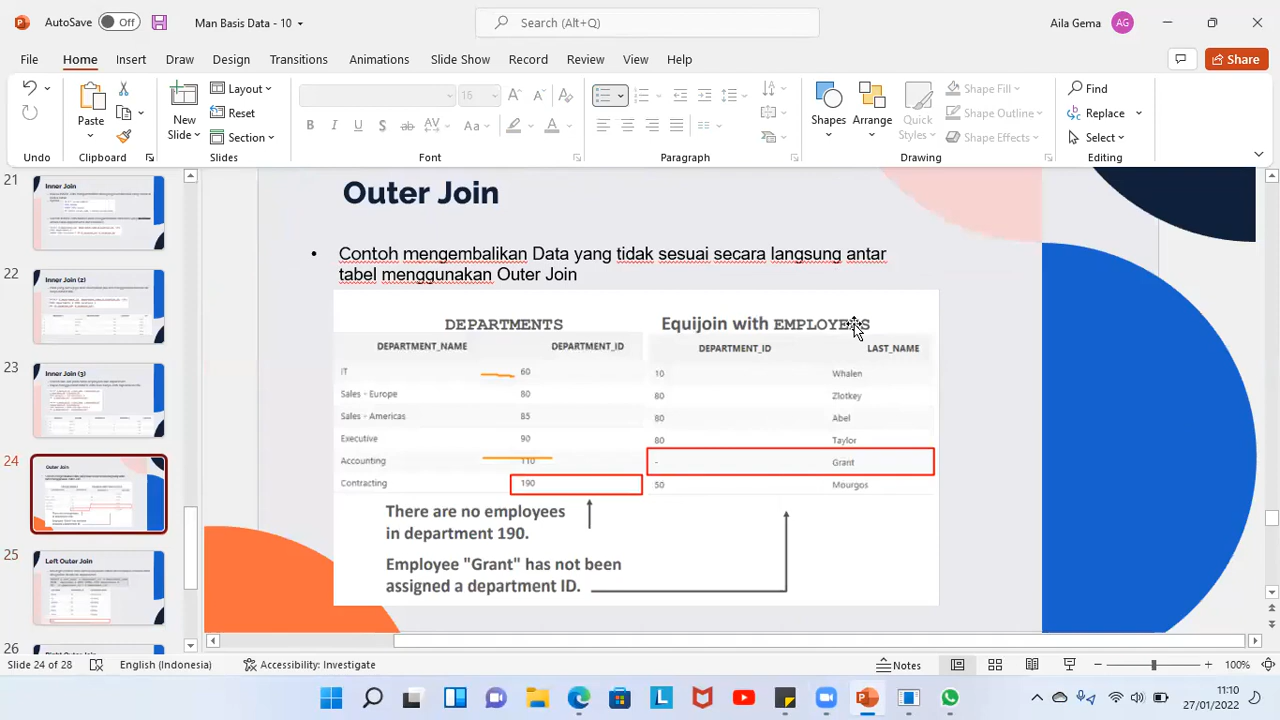 AutoSave Off Man Basis Data - 10 Search (Alt+Q) Aila Gema AG
File Home Insert Draw Design Transitions Animations Slide Show Record Review View Help Share
Paste New Slide Layout Reset Section B I U S ab AV Aa A 16 Shapes Arrange Quick Styles Shape Fill Shape Outline Shape Effects Find Replace Select
Undo Clipboard Slides Font Paragraph Drawing Editing
21
Inner Join
22
Inner Join (2)
23
Inner Join (3)
24
Outer Join
25
Left Outer Join
26
Outer Join
• Contoh mengembalikan Data yang tidak sesuai secara langsung antar
tabel menggunakan Outer Join
DEPARTMENTS Equijoin with EMPLOYEES
DEPARTMENT_NAME DEPARTMENT_ID DEPARTMENT_ID LAST_NAME
IT 60 10 Whalen
Sales - Europe 80 80 Zlotkey
Sales - Americas 85 80 Abel
Executive 90 80 Taylor
Accounting 110 - Grant
Contracting 190 50 Mourgos
There are no employees
in department 190.
Employee "Grant" has not been
assigned a department ID.
Slide 24 of 28 English (Indonesia) Accessibility: Investigate Notes 100%
11:10
27/01/2022